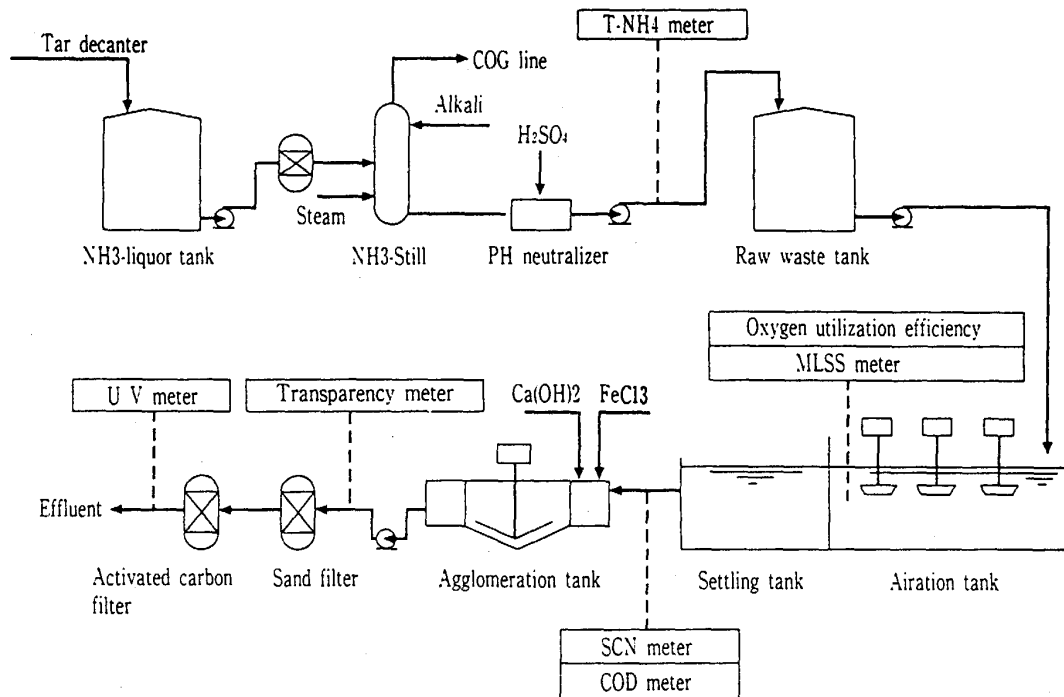 T-NH4 meter
Tar decanter
COG line
Alkali
H2SO4
Steam
NH3-liquor tank
NH3-Still
PH neutralizer
Raw waste tank
Oxygen utilization efficiency
MLSS meter
U V meter
Transparency meter
Ca(OH)2
FeCl3
Effluent
Activated carbon
filter
Sand filter
Agglomeration tank
Settling tank
Airation tank
SCN meter
COD meter